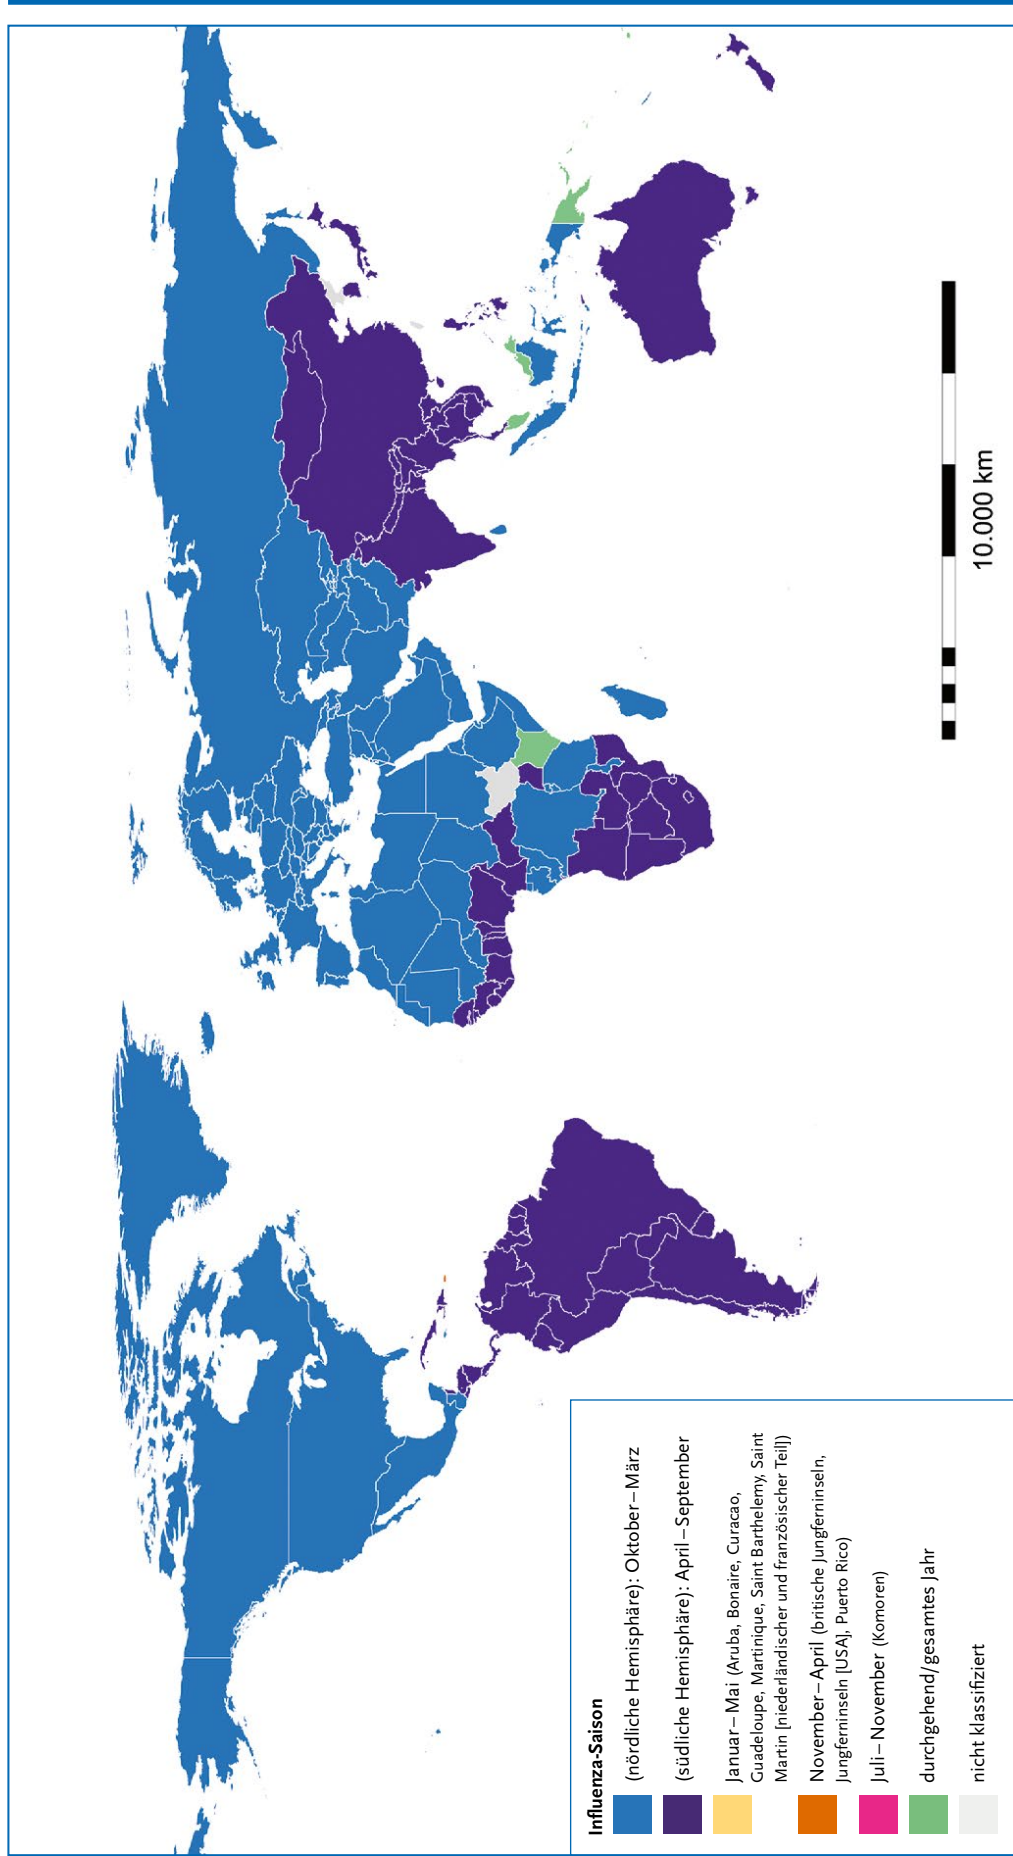 Influenza-Saison
(nördliche Hemisphäre): Oktober – März
(südliche Hemisphäre): April – September
Januar – Mai (Aruba, Bonaire, Curacao,
Guadeloupe, Martinique, Saint Barthelemy, Saint
Martin [niederländischer und französischer Teil])
November – April (britische Jungferninseln,
Jungferninseln [USA], Puerto Rico)
Juli – November (Komoren)
durchgehend/gesamtes Jahr
nicht klassifiziert
10.000 km